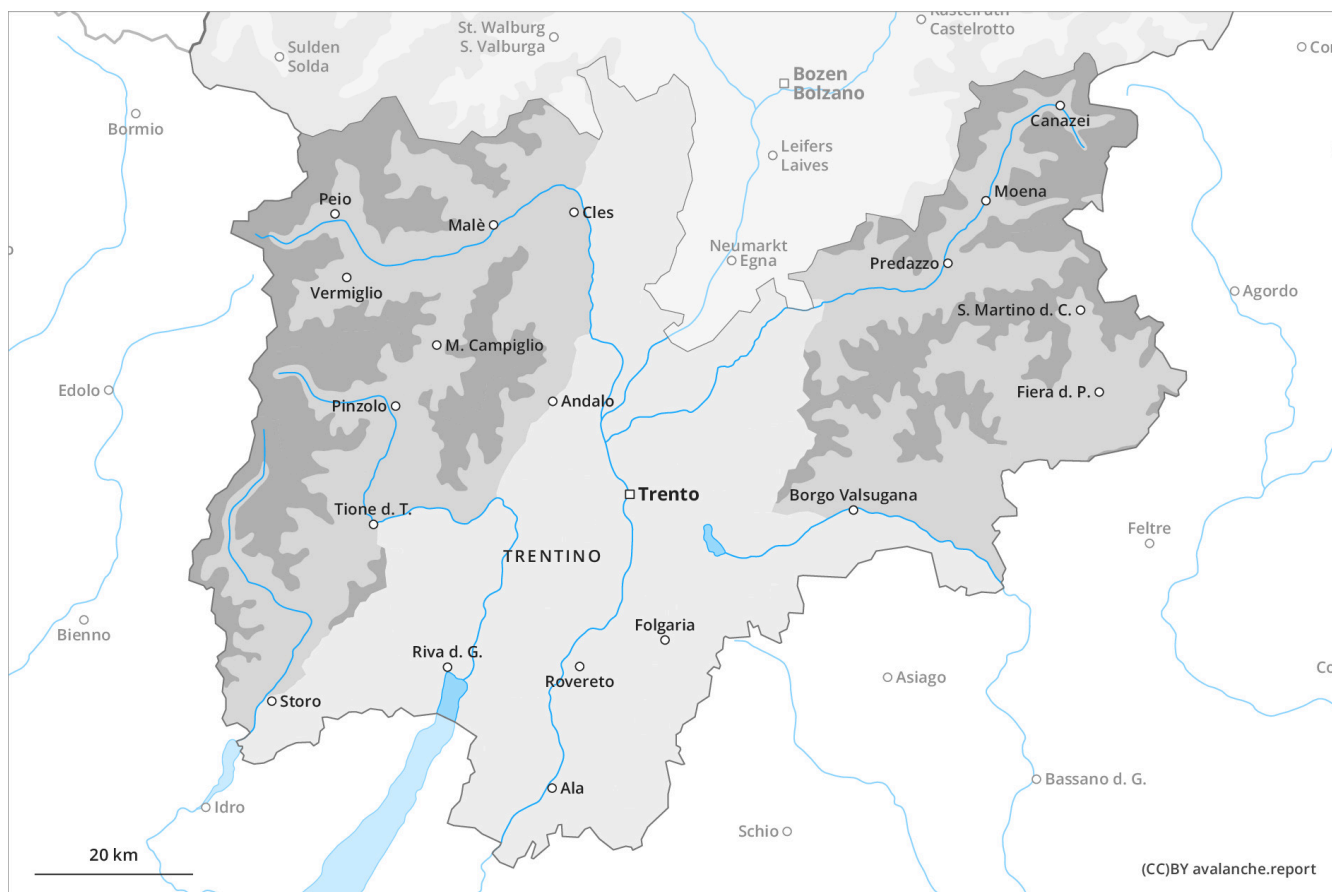 Castelrotto
St. Walburg
S. Valburga
Sulden
Solda
Bozen
Bolzano
Bormio
Canazei
Leifers
Laives
Peio
Moena
Malè
Cles
Neumarkt
Egna
Predazzo
Vermiglio
Agordo
S. Martino d. C.
M. Campiglio
Edolo
Pinzolo
Andalo
Fiera d. P.
Trento
Borgo Valsugana
Tione d. T.
Feltre
TRENTINO
Bienno
Folgaria
Riva d. G.
Rovereto
Asiago
Storo
Bassano d. G.
Ala
Idro
Schio
20 km
(CC)BY avalanche.report